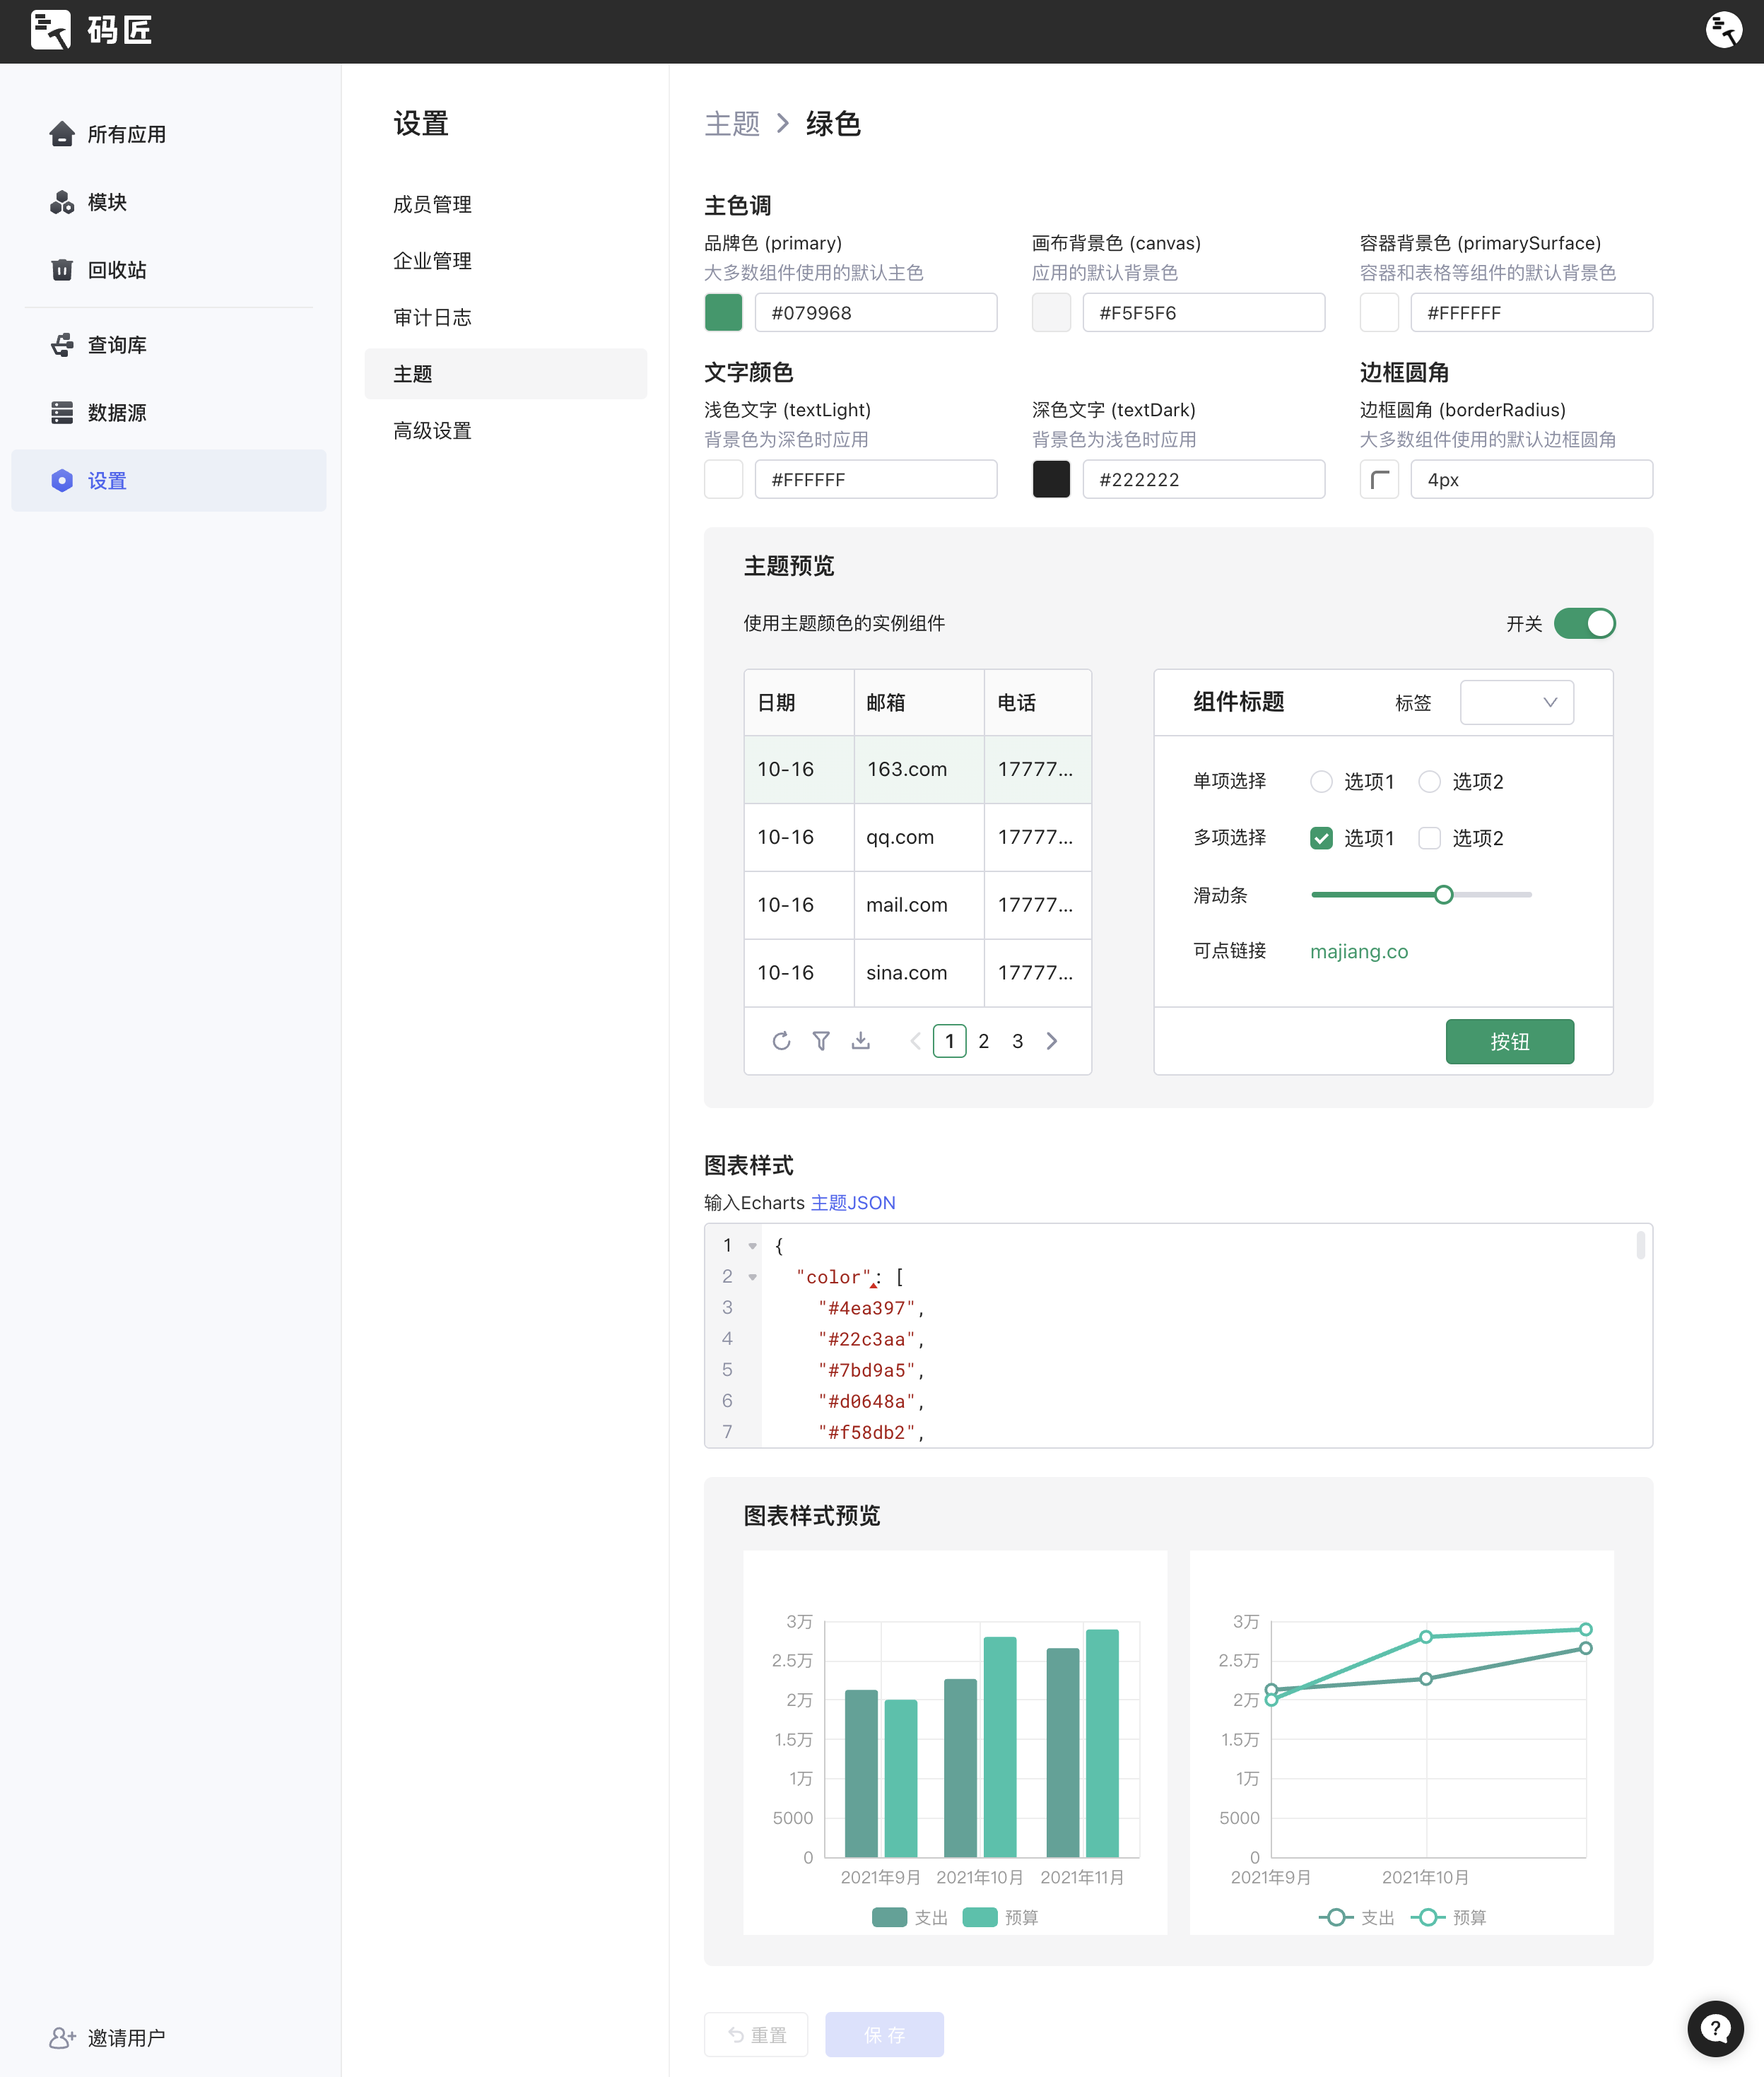 码匠
所有应用
模块
回收站
查询库
数据源
设置
邀请用户
设置
成员管理
企业管理
审计日志
主题
高级设置
主题 > 绿色
主色调
品牌色 (primary)
大多数组件使用的默认主色
#079968
画布背景色 (canvas)
应用的默认背景色
#F5F5F6
容器背景色 (primarySurface)
容器和表格等组件的默认背景色
#FFFFFF
文字颜色
浅色文字 (textLight)
背景色为深色时应用
#FFFFFF
深色文字 (textDark)
背景色为浅色时应用
#222222
边框圆角
边框圆角 (borderRadius)
大多数组件使用的默认边框圆角
4px
主题预览
使用主题颜色的实例组件
开关
日期 邮箱 电话
10-16 163.com 17777...
10-16 qq.com 17777...
10-16 mail.com 17777...
10-16 sina.com 17777...
1 2 3
组件标题 标签
单项选择 选项1 选项2
多项选择 选项1 选项2
滑动条
可点链接 majiang.co
按钮
图表样式
输入Echarts 主题JSON
1 {
2 "color": [
3 "#4ea397",
4 "#22c3aa",
5 "#7bd9a5",
6 "#d0648a",
7 "#f58db2",
图表样式预览
3万
2.5万
2万
1.5万
1万
5000
0
2021年9月 2021年10月 2021年11月
支出 预算
3万
2.5万
2万
1.5万
1万
5000
0
2021年9月 2021年10月
支出 预算
重置 保 存
?